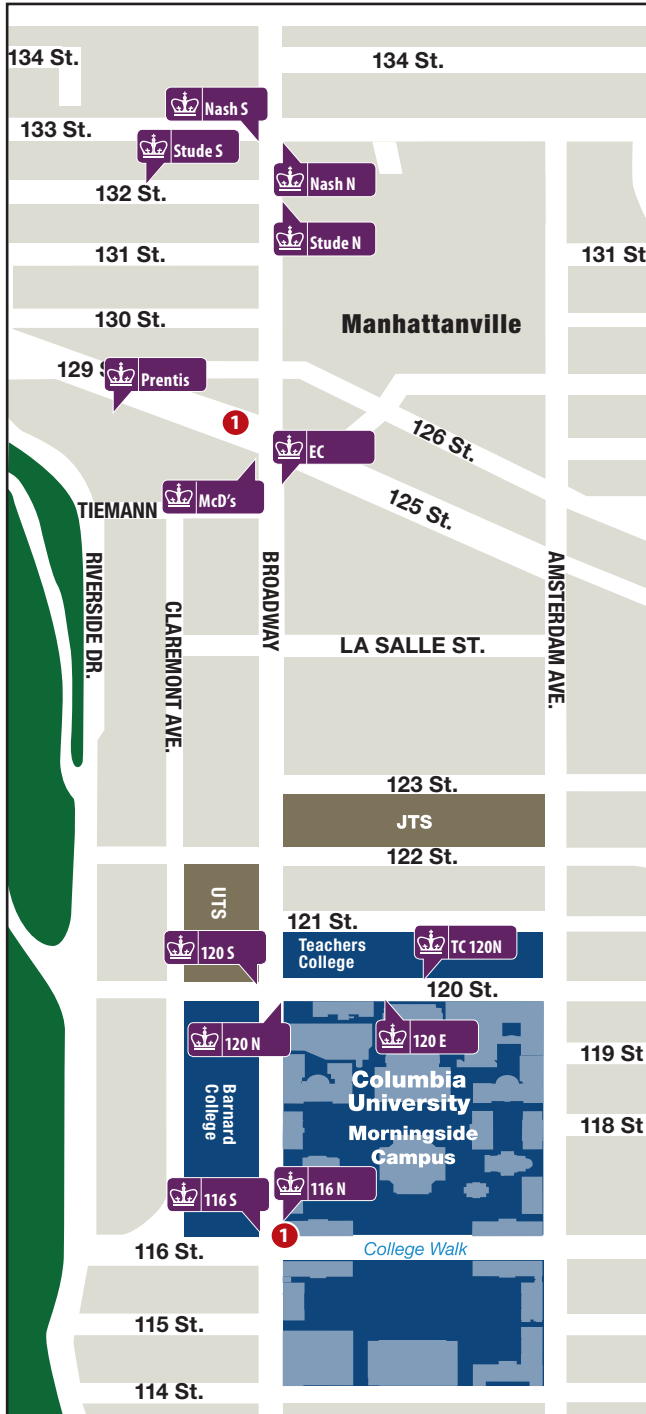 134 St.
134 St.
Nash S
133 St.
Stude S
Nash N
132 St.
Stude N
131 St.
131 St
130 St.
Manhattanville
129 S
Prentis
1
126 St.
EC
McD's
125 St.
TIEMANN
RIVERSIDE DR.
CLAREMONT AVE.
BROADWAY
AMSTERDAM AVE.
LA SALLE ST.
123 St.
JTS
122 St.
UTS
121 St.
Teachers
College
120 S
TC 120N
120 St.
120 N
120 E
119 St
Barnard
College
Columbia
University
Morningside
Campus
118 St
116 S
116 N
1
116 St.
College Walk
115 St.
114 St.